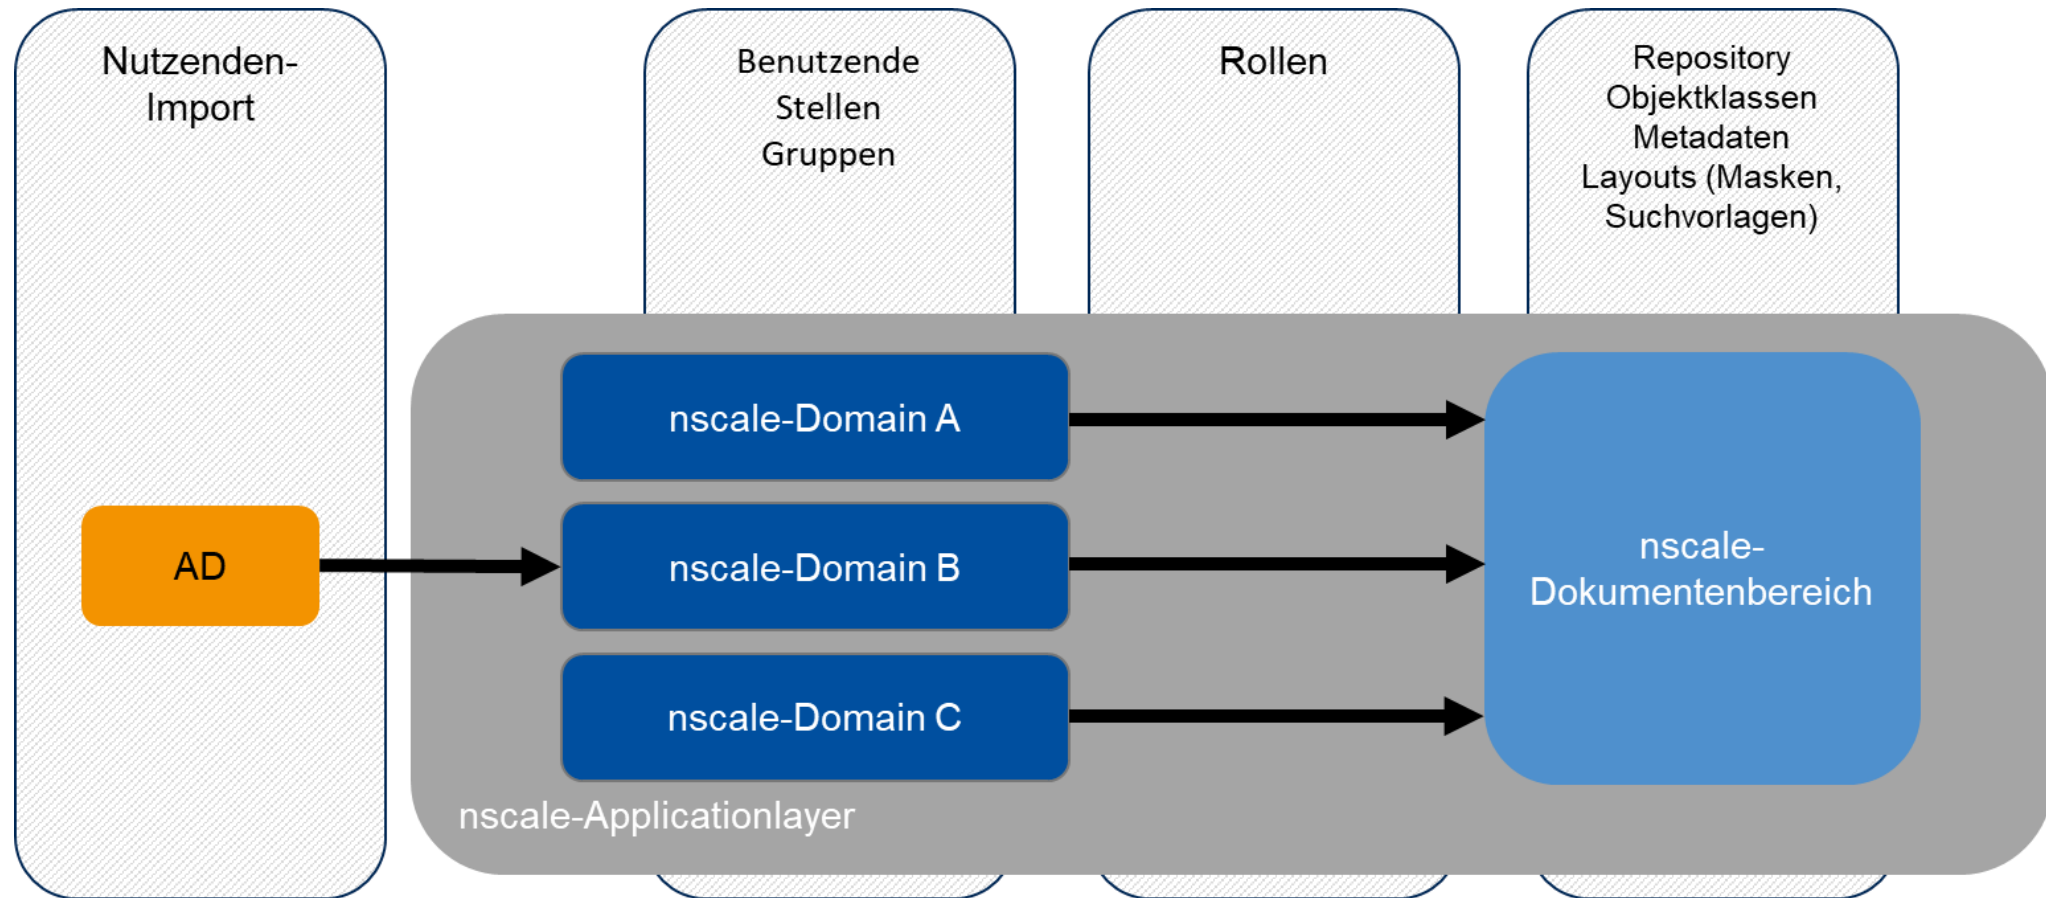 Nutzenden-
Import
Benutzende
Stellen
Gruppen
Rollen
Repository
Objektklassen
Metadaten
Layouts (Masken,
Suchvorlagen)
nscale-Domain A
AD
nscale-Domain B
nscale-
Dokumentenbereich
nscale-Domain C
nscale-Applicationlayer